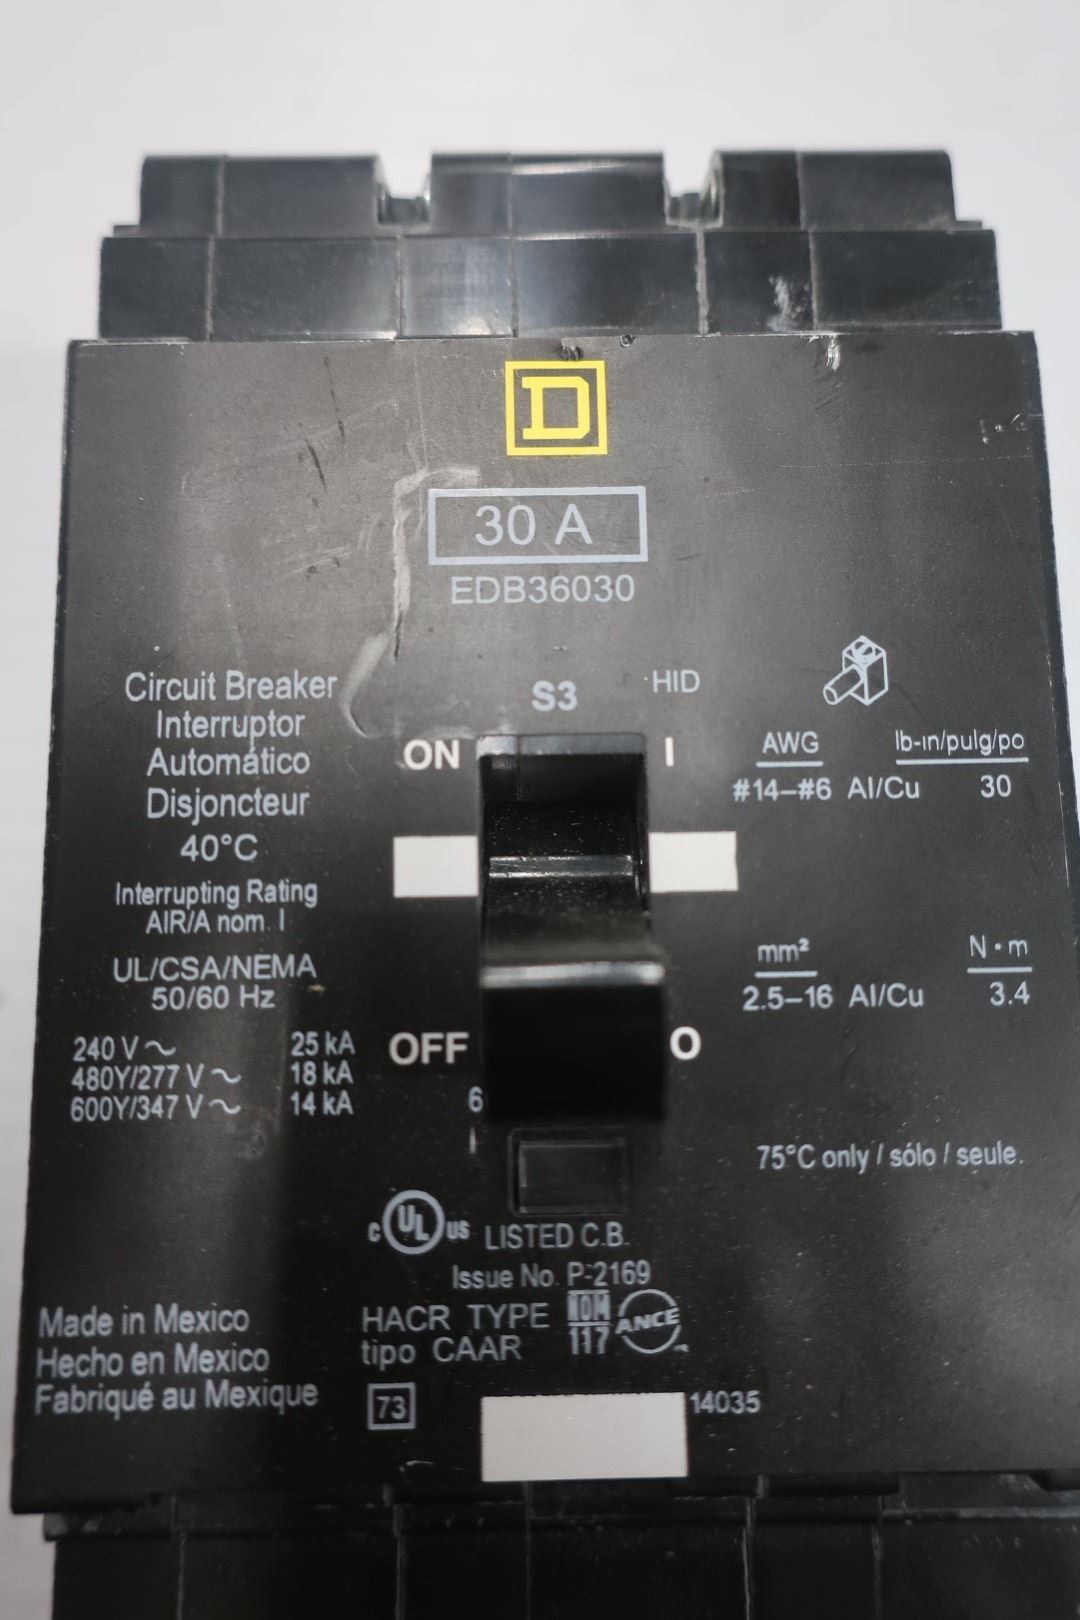 D
30 A
EDB36030
Circuit Breaker
Interruptor
Automático
Disjoncteur
40°C
Interrupting Rating
AIR/A nom. I
UL/CSA/NEMA
50/60 Hz
240 V~ 25 kA
480Y/277 V~ 18 kA
600Y/347 V~ 14 kA
S3 HID
ON I
OFF O
6
AWG lb-in/pulg/po
#14–#6 Al/Cu 30
mm² N·m
2.5–16 Al/Cu 3.4
75°C only / sólo / seule.
C UL US LISTED C.B.
Issue No. P-2169
HACR TYPE
tipo CAAR
NOM
117
ANCE
73
14035
Made in Mexico
Hecho en Mexico
Fabriqué au Mexique